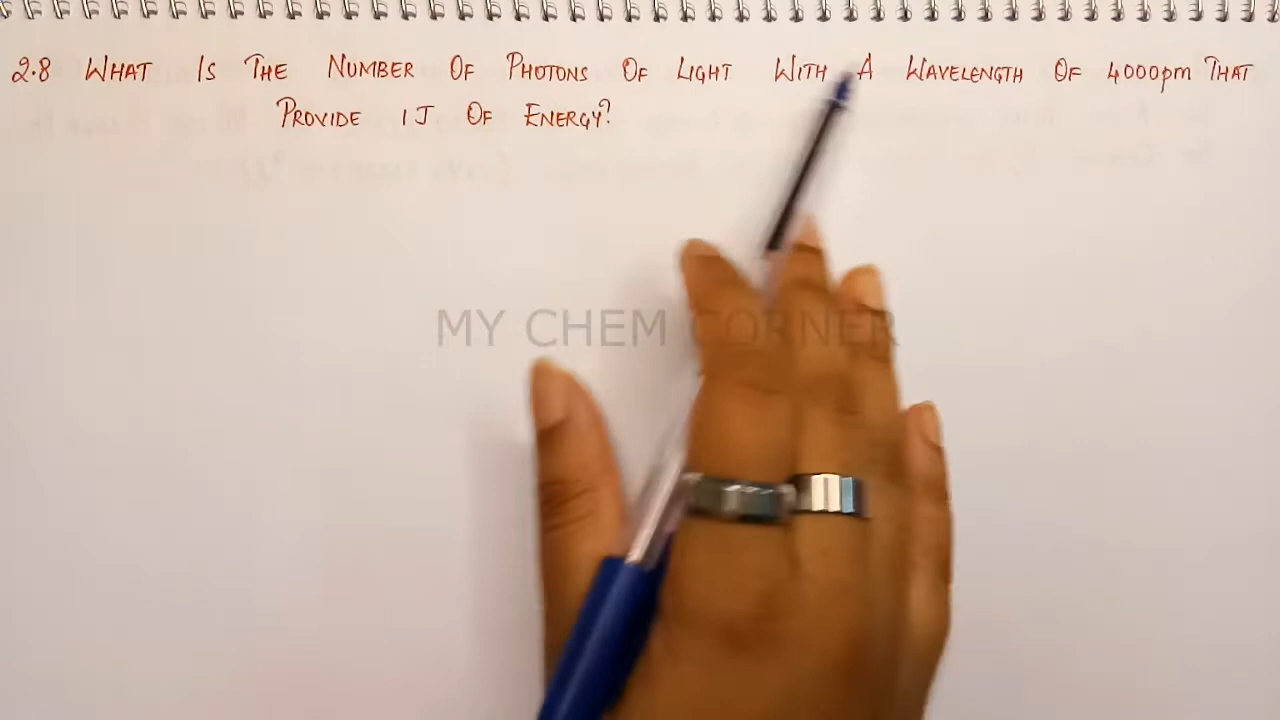 2.8 WHAT IS THE NUMBER OF PHOTONS OF LIGHT WITH A WAVELENGTH OF 4000pm THAT
PROVIDE 1J OF ENERGY?
MY CHEM CORNER